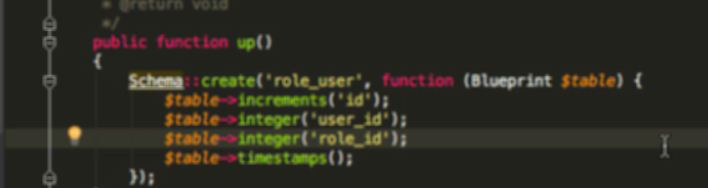 * @return void
*/
public function up()
{
Schema::create('role_user', function (Blueprint $table) {
$table->increments('id');
$table->integer('user_id');
$table->integer('role_id');
$table->timestamps();
});